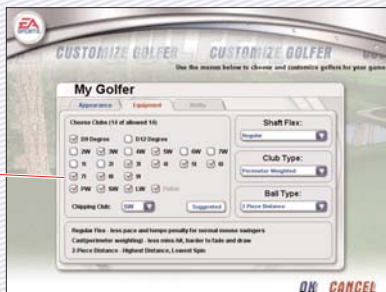 EA
SPORTS
CUSTOMIZE GOLFER CUSTOMIZE GOLFER
Use the menus below to choose and customize golfers for your game
My Golfer
Appearance Equipment Ability
Choose Clubs (14 of allowed 14)
D9 Degree D12 Degree
2W 3W 4W 5W 6W 7W
1I 2I 3I 4I 5I 6I
7I 8I 9I
PW SW LW Putter
Chipping Club: SW Suggested
Shaft Flex:
Regular
Club Type:
Perimeter Weighted
Ball Type:
2 Piece Distance
Regular Flex - less pace and tempo penalty for normal mouse swingers
Cast(perimeter weighting) - less miss hit, harder to fade and draw
2-Piece Distance - Highest Distance, Lowest Spin
OK CANCEL